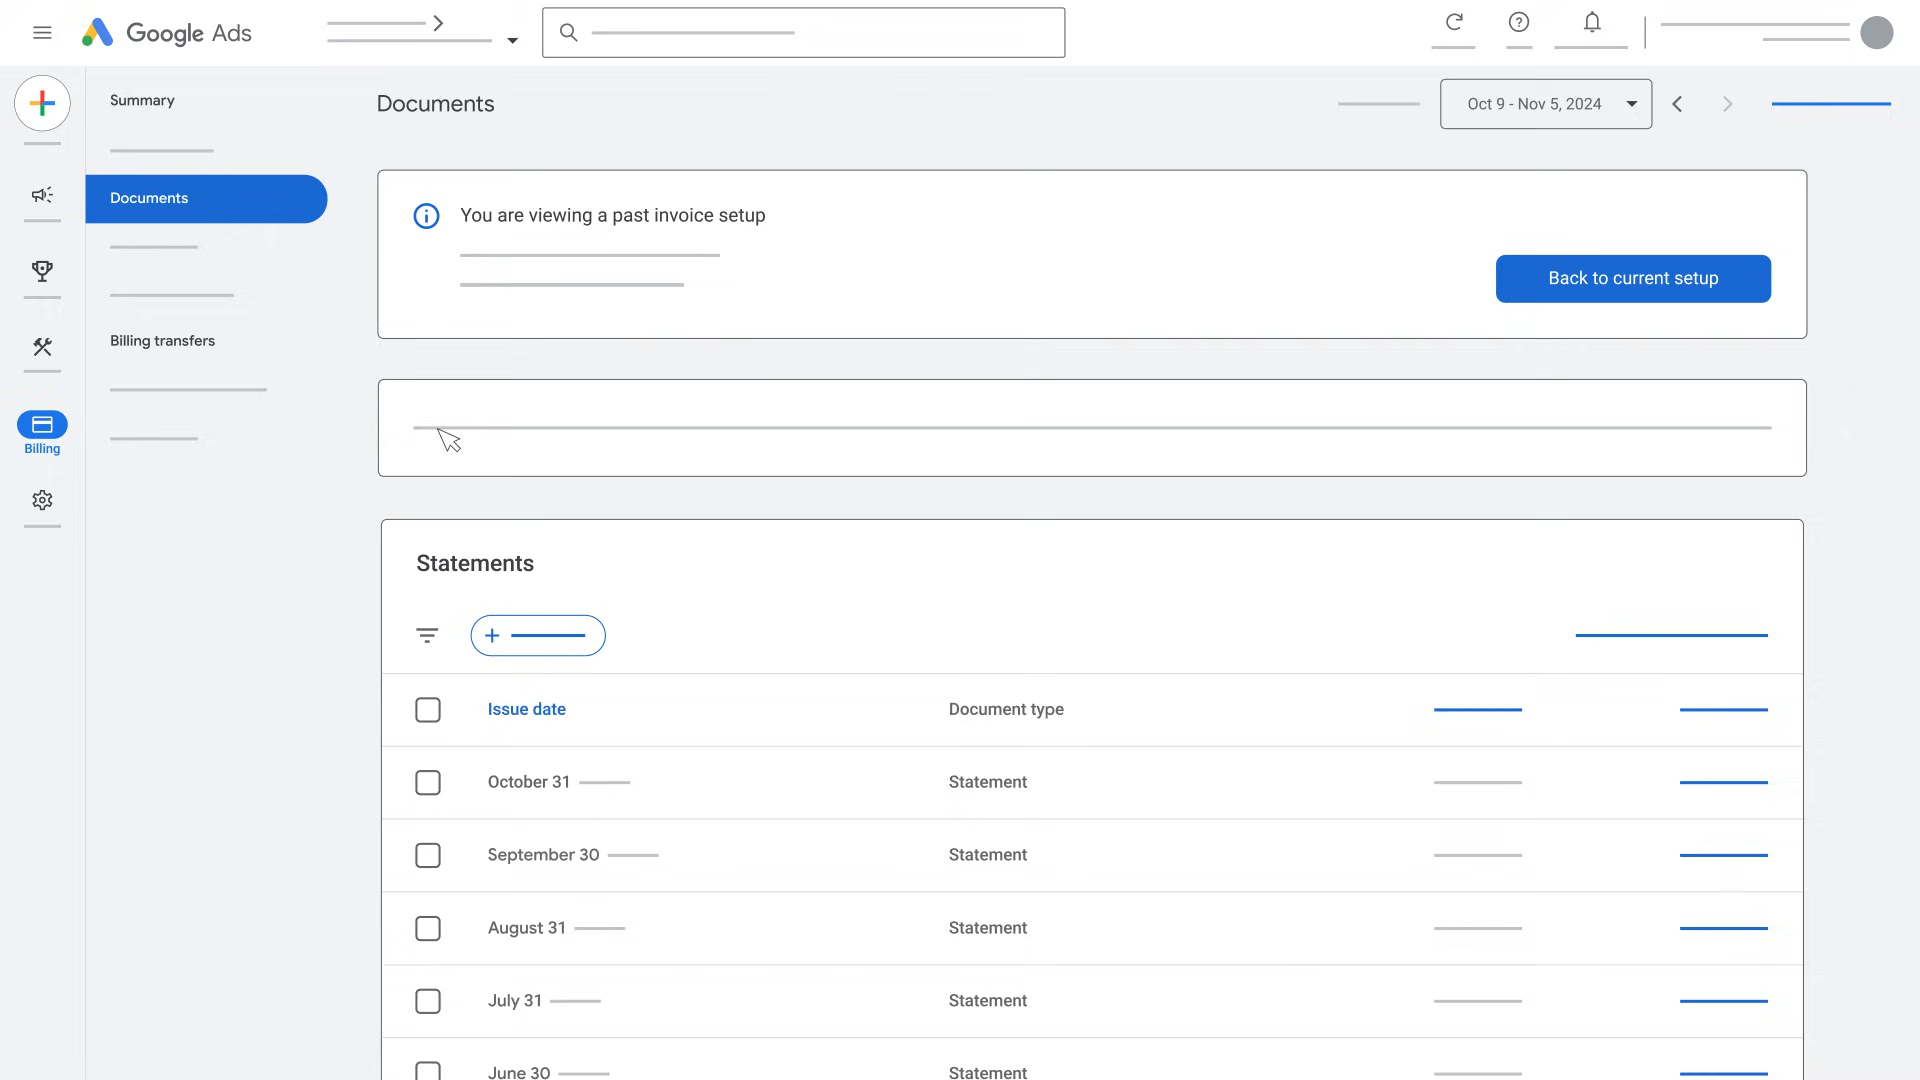 Google Ads
Summary
Documents
Billing transfers
Billing
Documents
Oct 9 - Nov 5, 2024
You are viewing a past invoice setup
Back to current setup
Statements
Issue date Document type
October 31 Statement
September 30 Statement
August 31 Statement
July 31 Statement
June 30 Statement